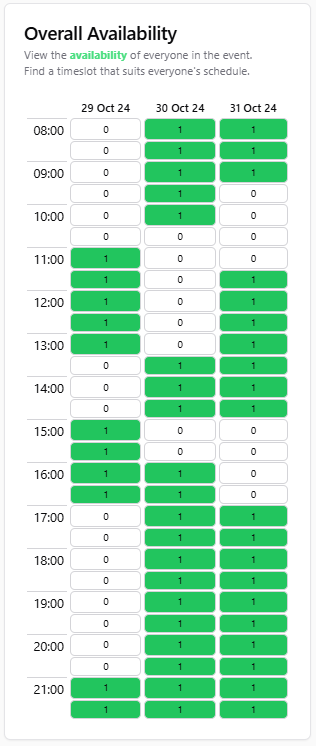 Overall Availability
View the availability of everyone in the event.
Find a timeslot that suits everyone's schedule.
29 Oct 24 30 Oct 24 31 Oct 24
08:00 0 1 1
0 1 1
09:00 0 1 1
0 1 0
10:00 0 1 0
0 0 0
11:00 1 0 0
1 0 1
12:00 1 0 1
1 0 1
13:00 1 0 1
0 1 1
14:00 0 1 1
0 1 1
15:00 1 0 0
1 0 0
16:00 1 1 0
1 1 0
17:00 0 1 1
0 1 1
18:00 0 1 1
0 1 1
19:00 0 1 1
0 1 1
20:00 0 1 1
0 1 1
21:00 1 1 1
1 1 1